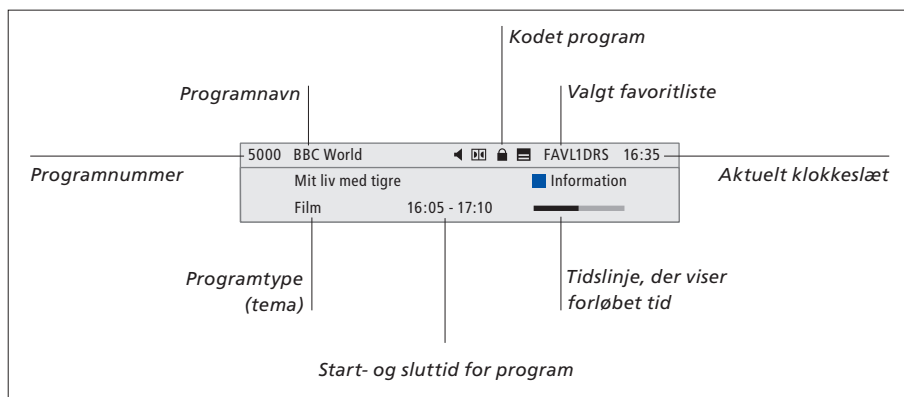 Kodet program
Programnavn
Valgt favoritliste
5000 BBC World FAVL1DRS 16:35
Programnummer
Aktuelt klokkeslæt
Mit liv med tigre Information
Film 16:05 - 17:10
Programtype
(tema)
Tidslinje, der viser
forløbet tid
Start- og sluttid for program